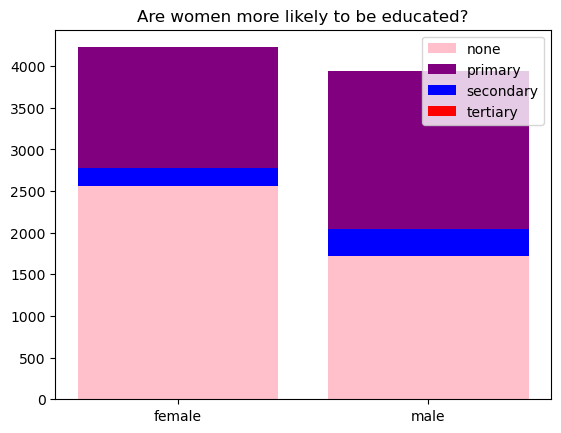 Are women more likely to be educated?
none
primary
secondary
tertiary
4000
3500
3000
2500
2000
1500
1000
500
0
female male